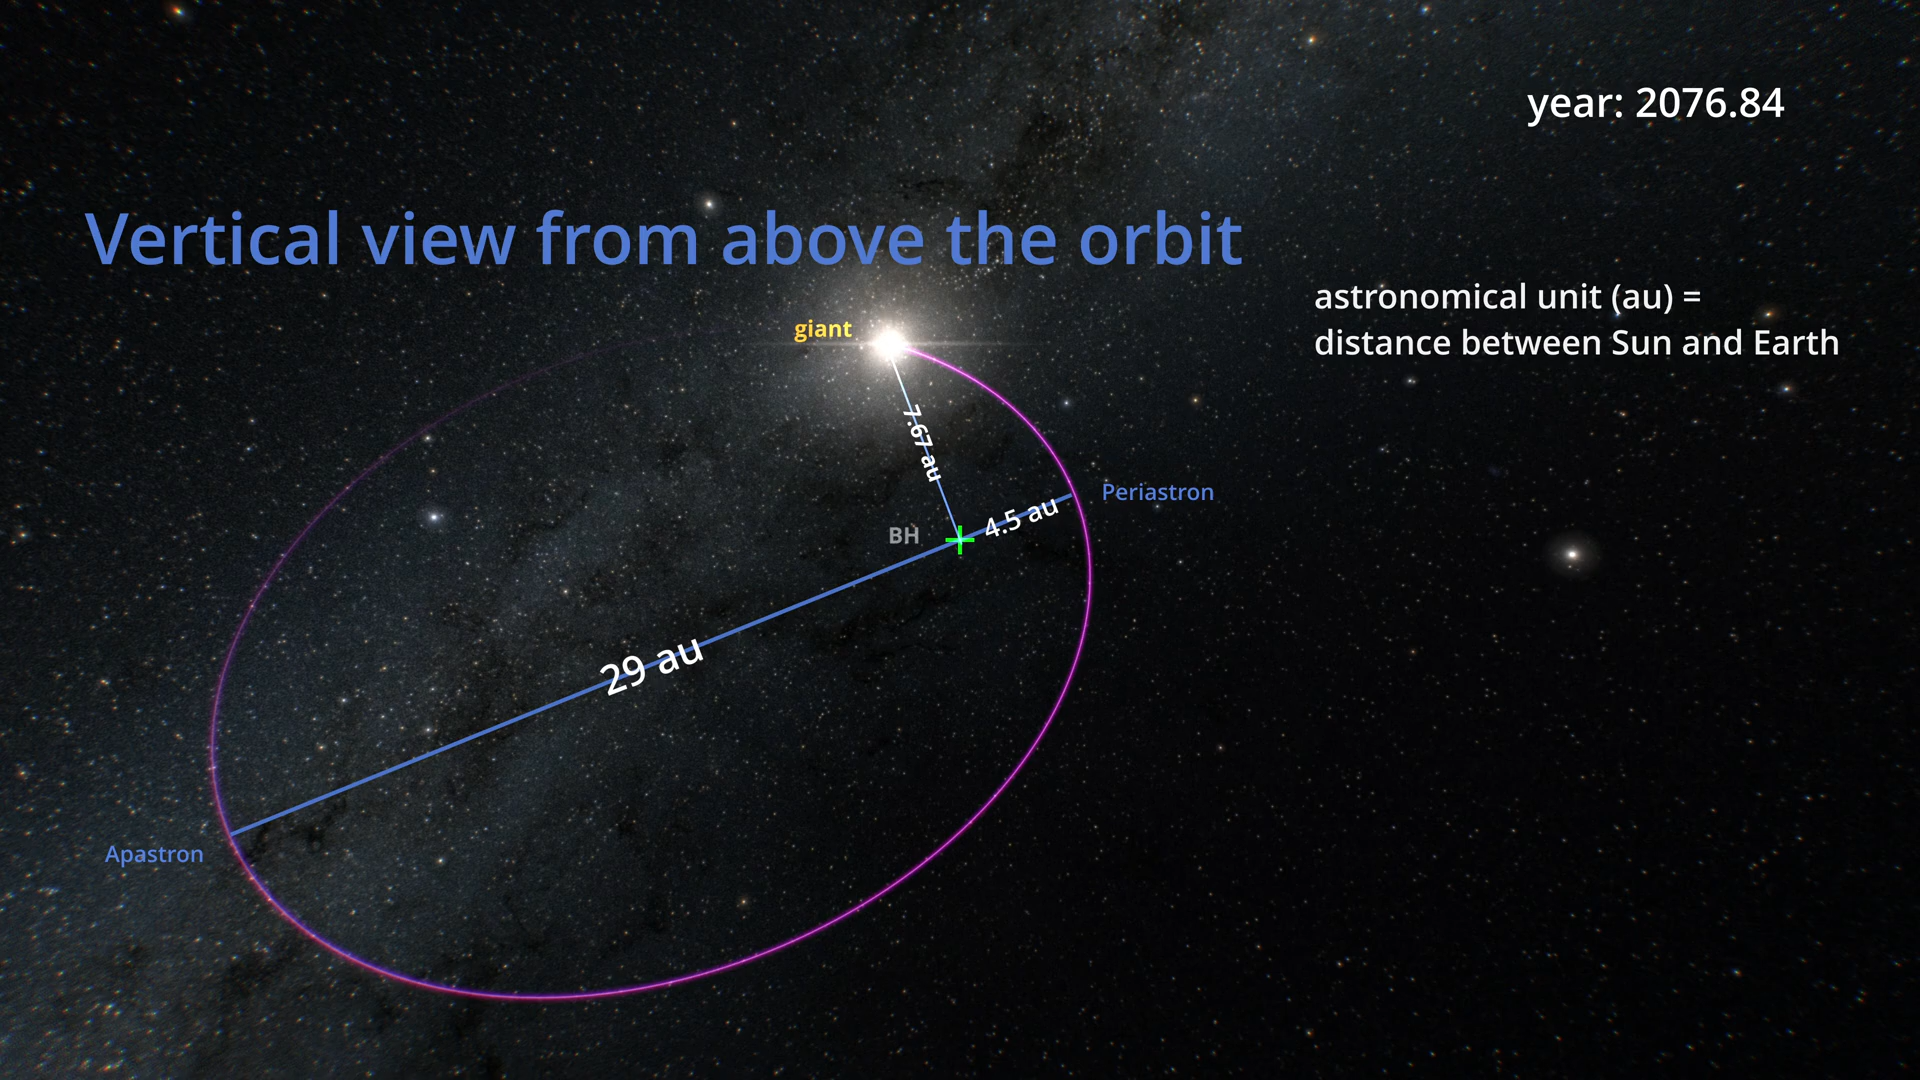 year: 2076.84
Vertical view from above the orbit
astronomical unit (au) =
distance between Sun and Earth
giant
7.67 au
Periastron
4.5 au
BH
29 au
Apastron